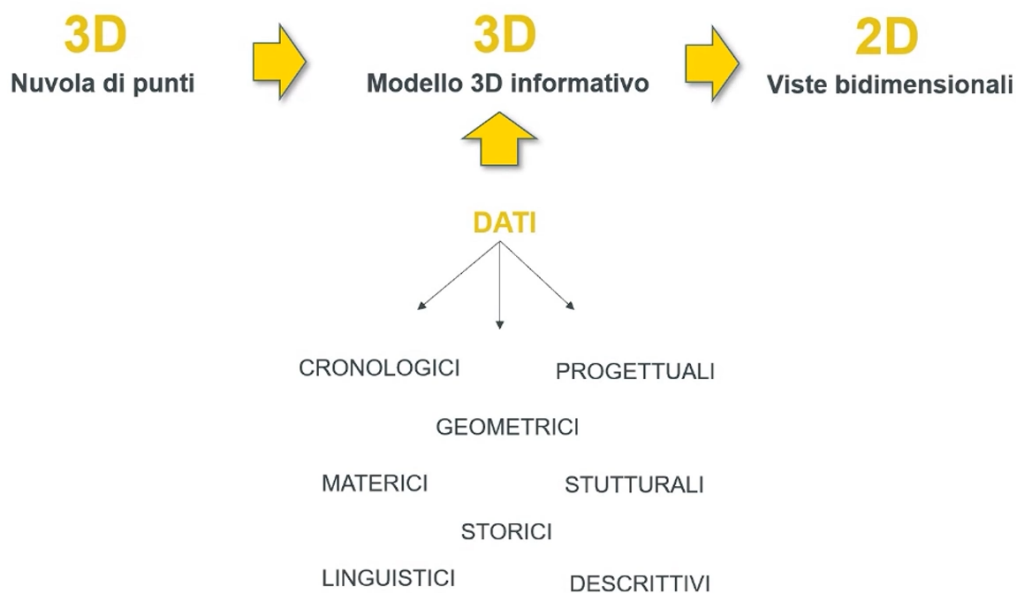 3D
Nuvola di punti
3D
Modello 3D informativo
2D
Viste bidimensionali
DATI
CRONOLOGICI
PROGETTUALI
GEOMETRICI
MATERICI
STUTTURALI
STORICI
LINGUISTICI
DESCRITTIVI